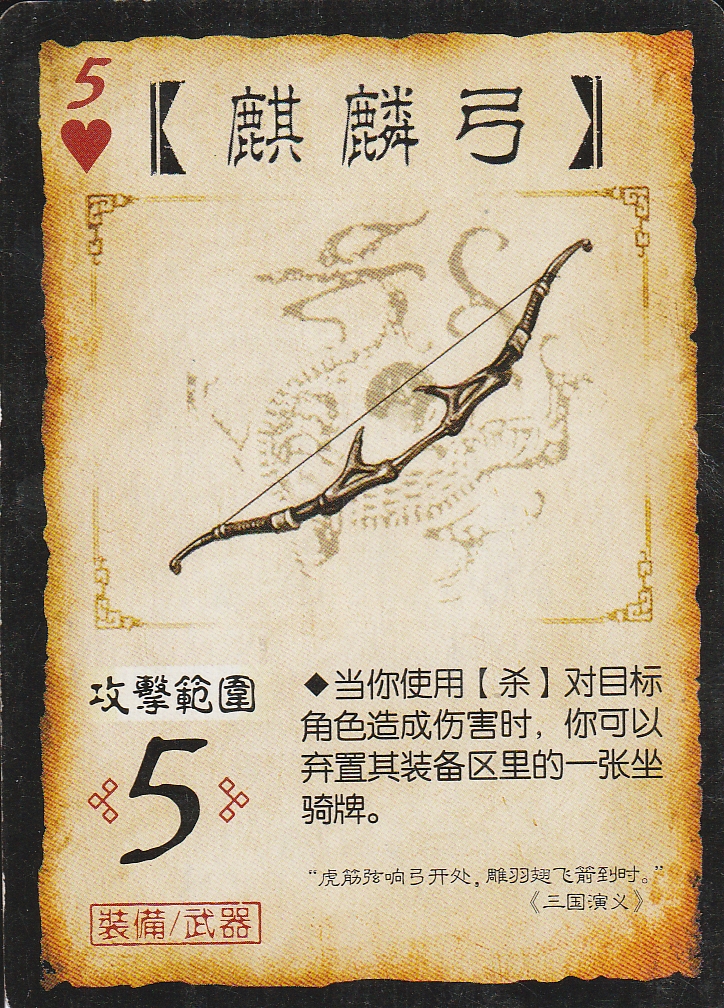 5
【麒麟弓】
攻擊範圍
5
裝備/武器
◆当你使用【杀】对目标
角色造成伤害时，你可以
弃置其装备区里的一张坐
骑牌。
“虎筋弦响弓开处，雕羽翅飞箭到时。”
《三国演义》